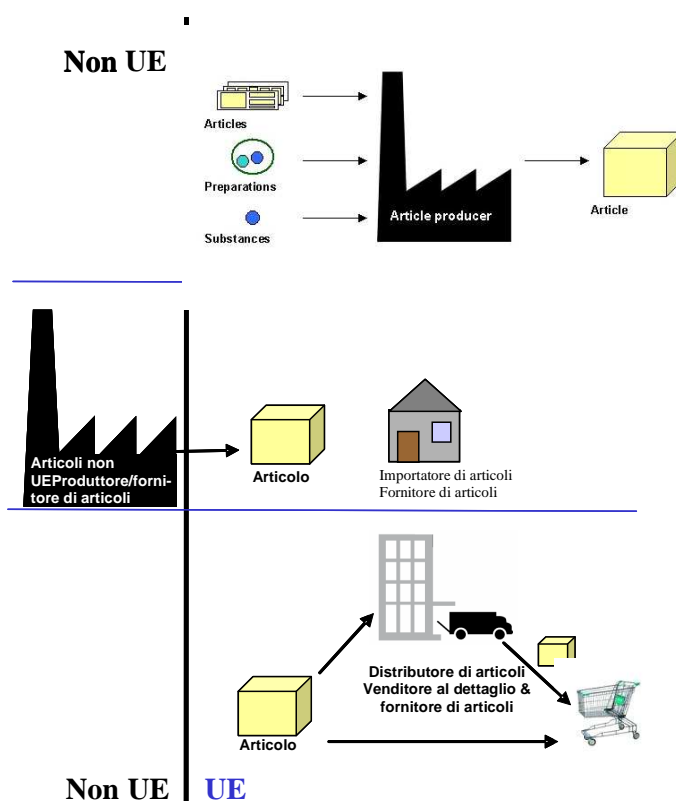 Non UE
Articles
Preparations
Substances
Article producer
Article
Articoli non
UEProduttore/forni-
tore di articoli
Articolo
Importatore di articoli
Fornitore di articoli
Distributore di articoli
Venditore al dettaglio &
fornitore di articoli
Articolo
Non UE
UE